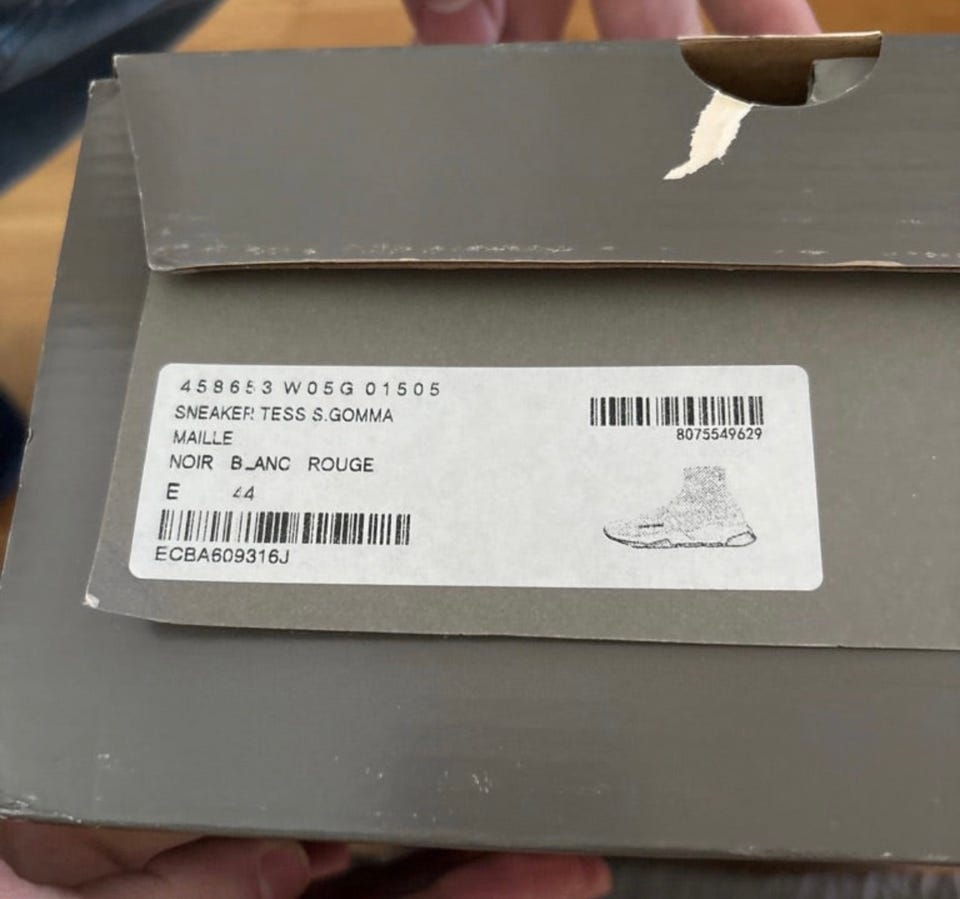 458653 W05G 01505
SNEAKER TESS S.GOMMA
MAILLE
NOIR BLANC ROUGE
E 44
ECBA609316J
8075549629